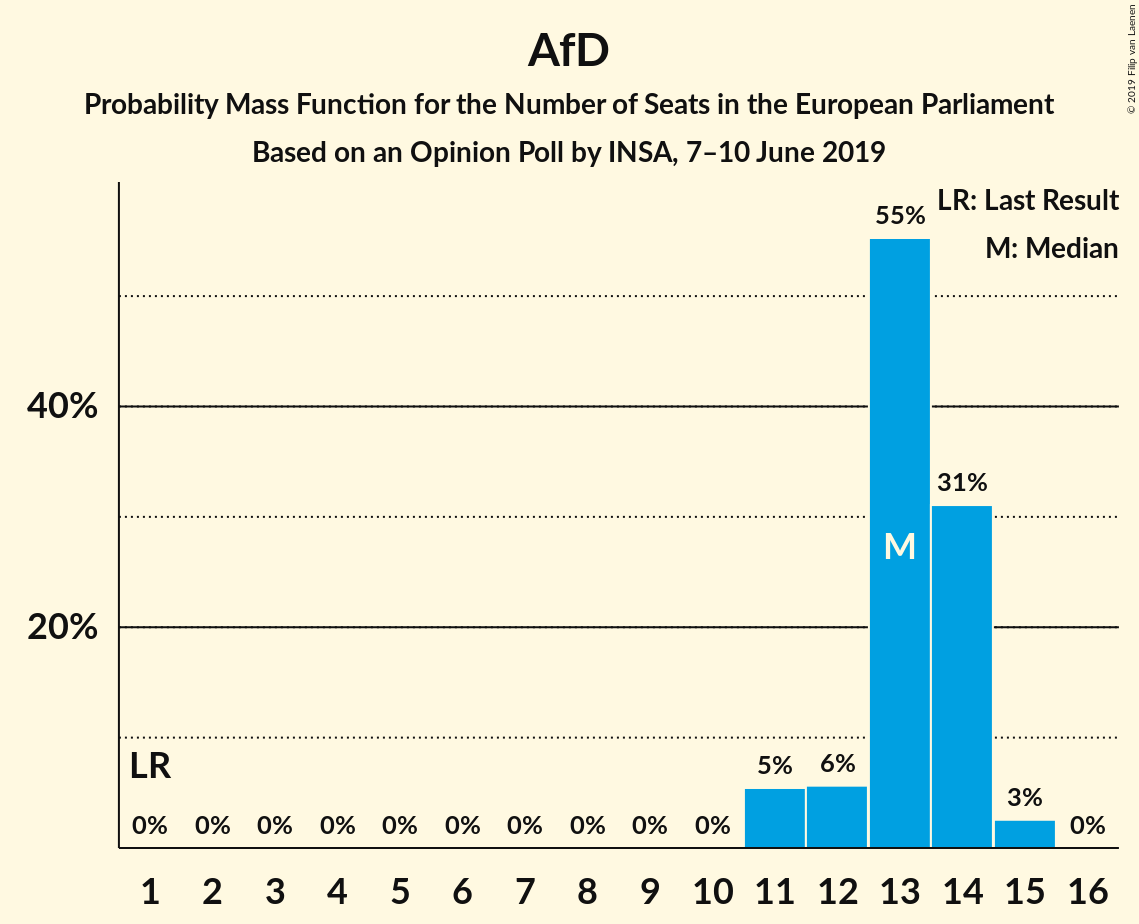 AfD
Probability Mass Function for the Number of Seats in the European Parliament
Based on an Opinion Poll by INSA, 7–10 June 2019
© 2019 Filip van Laenen
LR: Last Result
M: Median
55%
40%
31%
M
20%
LR
5%
6%
3%
0% 0% 0% 0% 0% 0% 0% 0% 0% 0% 0%
1 2 3 4 5 6 7 8 9 10 11 12 13 14 15 16